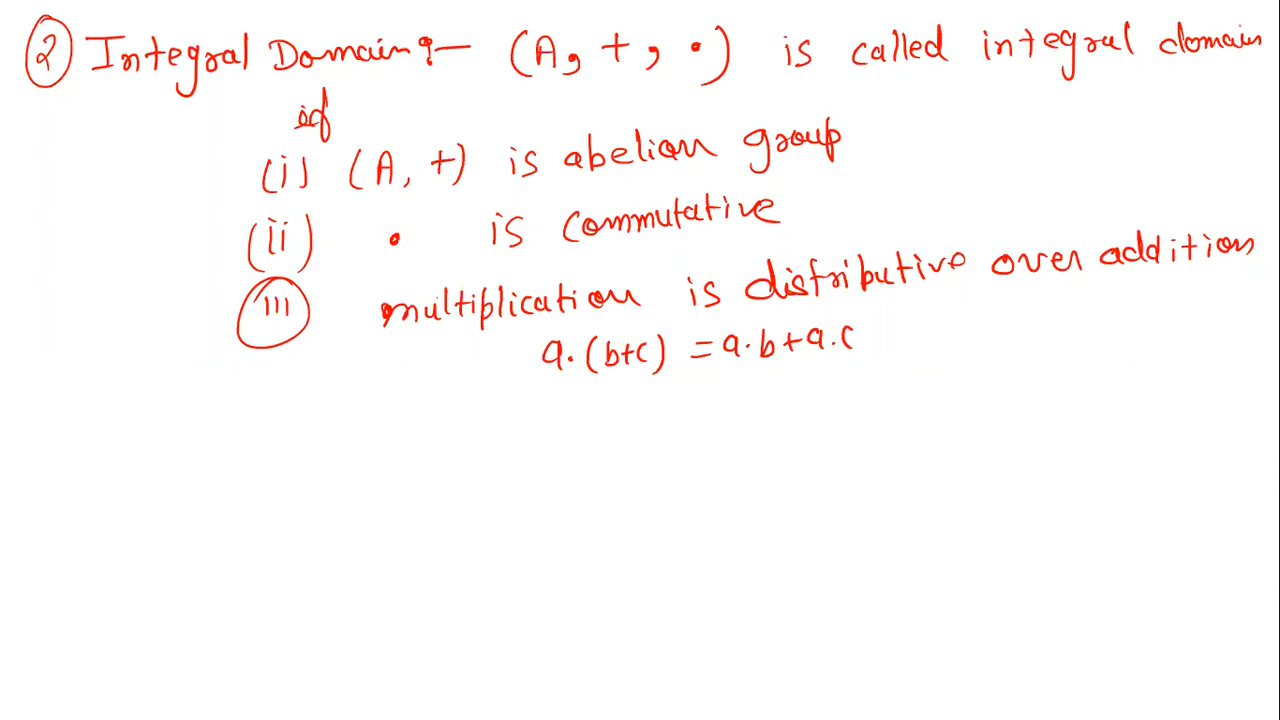 ② Integral Domain :- (A, +, •) is called integral domain
if
(i) (A, +) is abelian group
(ii) • is commutative
iii multiplication is distributive over addition
a.(b+c) = a.b+a.c